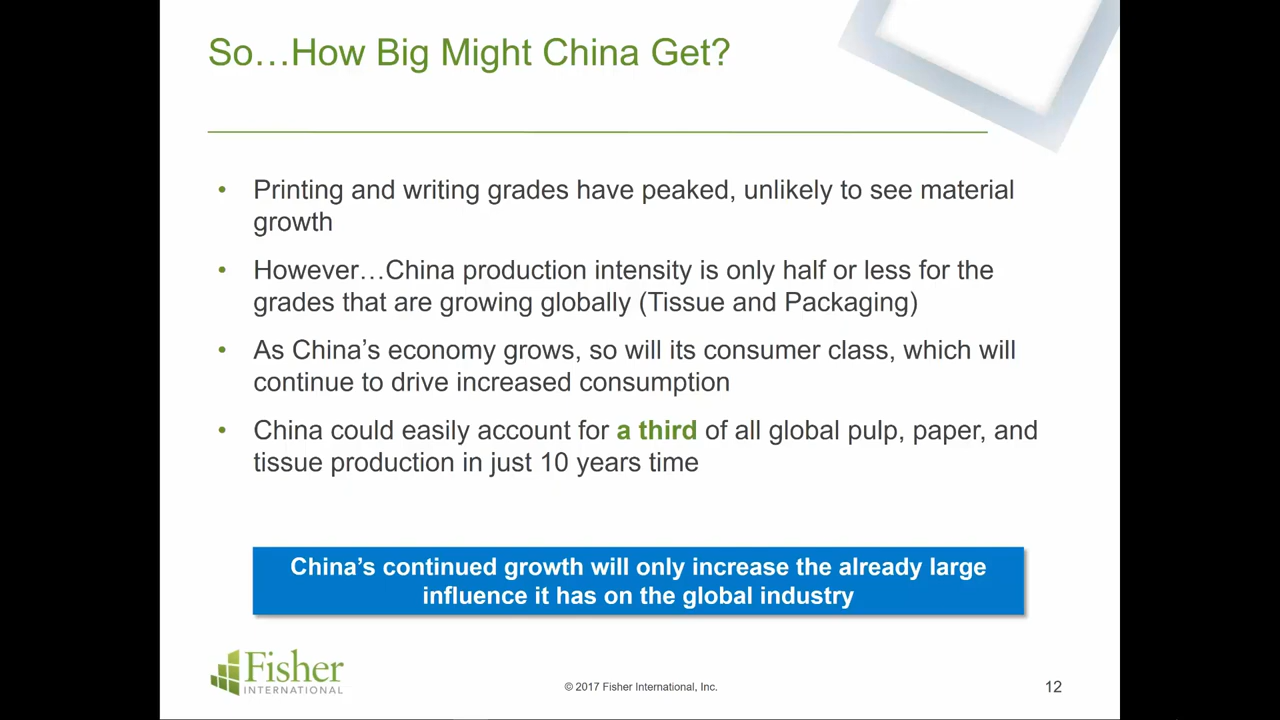 So…How Big Might China Get?
• Printing and writing grades have peaked, unlikely to see material
growth
• However…China production intensity is only half or less for the
grades that are growing globally (Tissue and Packaging)
• As China’s economy grows, so will its consumer class, which will
continue to drive increased consumption
• China could easily account for a third of all global pulp, paper, and
tissue production in just 10 years time
China’s continued growth will only increase the already large
influence it has on the global industry
Fisher
INTERNATIONAL
© 2017 Fisher International, Inc.
12